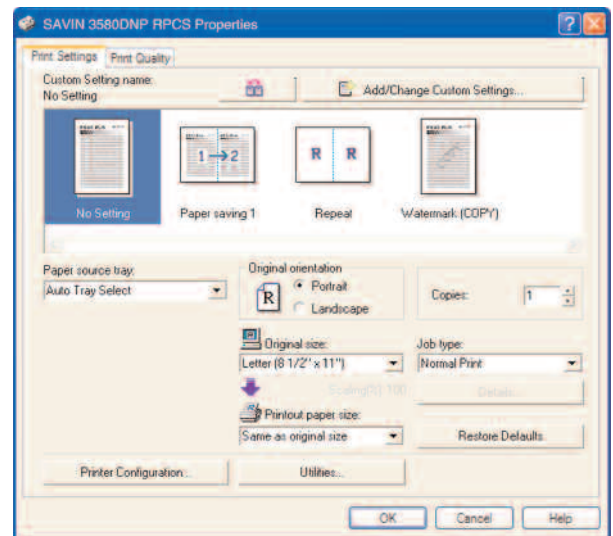 SAVIN 3580DNP RPCS Properties
Print Settings
Print Quality
Custom Setting name:
No Setting
Add/Change Custom Settings...
1 → 2
R R
No Setting
Paper saving 1
Repeat
Watermark (COPY)
Paper source tray:
Auto Tray Select
Original orientation
R
Portrait
Landscape
Copies:
1
Original size:
Letter (8 1/2" x 11")
Job type:
Normal Print
Scaling(%) 100
Details...
Printout paper size:
Same as original size
Restore Defaults
Printer Configuration...
Utilities...
OK
Cancel
Help